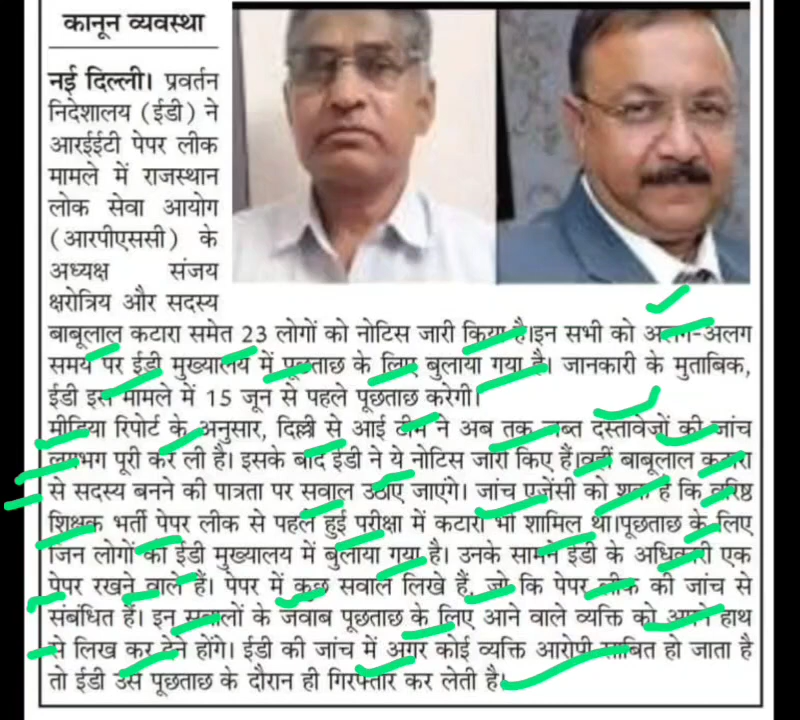 कानून व्यवस्था
नई दिल्ली। प्रवर्तन
निदेशालय (ईडी) ने
आरईईटी पेपर लीक
मामले में राजस्थान
लोक सेवा आयोग
(आरपीएससी) के
अध्यक्ष संजय
क्षरोत्रिय और सदस्य
बाबूलाल कटारा समेत 23 लोगों को नोटिस जारी किया है।इन सभी को अलग-अलग
समय पर ईडी मुख्यालय में पूछताछ के लिए बुलाया गया है। जानकारी के मुताबिक,
ईडी इस मामले में 15 जून से पहले पूछताछ करेगी।
मीडिया रिपोर्ट के अनुसार, दिल्ली से आई टीम ने अब तक जब्त दस्तावेजों की जांच
लगभग पूरी कर ली है। इसके बाद ईडी ने ये नोटिस जारी किए हैं।वहीं बाबूलाल कटारा
से सदस्य बनने की पात्रता पर सवाल उठाए जाएंगे। जांच एजेंसी को शक है कि वरिष्ठ
शिक्षक भर्ती पेपर लीक से पहले हुई परीक्षा में कटारा भी शामिल था।पूछताछ के लिए
जिन लोगों को ईडी मुख्यालय में बुलाया गया है। उनके सामने ईडी के अधिकारी एक
पेपर रखने वाले हैं। पेपर में कुछ सवाल लिखे हैं, जो कि पेपर लीक की जांच से
संबधित हैं। इन सवालों के जवाब पूछताछ के लिए आने वाले व्यक्ति को अपने हाथ
से लिख कर देने होंगे। ईडी की जांच में अगर कोई व्यक्ति आरोपी साबित हो जाता है
तो ईडी उसे पूछताछ के दौरान ही गिरफ्तार कर लेती है।